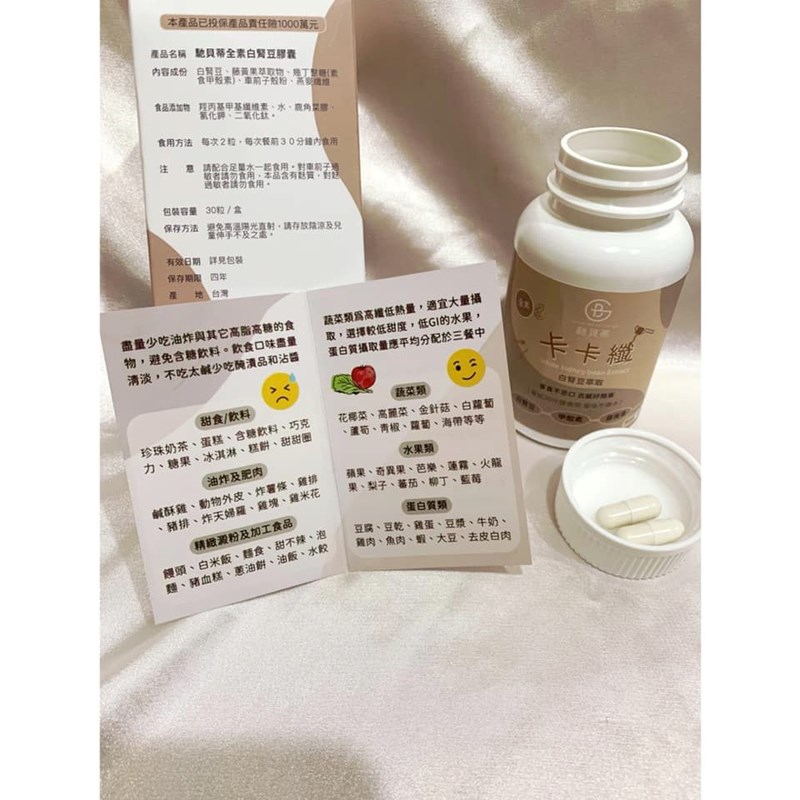 本產品已投保產品責任險1000萬元
產品名稱 馳貝蒂全素白腎豆膠囊
內容成份 白腎豆、藤黃果萃取物、幾丁聚糖(素
食甲殼素)、車前子殼粉、燕麥纖維
食品添加物 羥丙基甲基纖維素、水、鹿角菜膠、
氯化鉀、二氧化鈦。
食用方法 每次2粒，每次餐前30分鐘內食用
注 意 請配合足量水一起食用。對車前子過
敏者請勿食用，本品含有麩質，對麩
過敏者請勿食用。
包裝容量 30粒/盒
保存方法 避免高溫陽光直射，請存放陰涼及兒
童伸手不及之處。
有效日期 詳見包裝
保存期限 四年
產 地 台灣
盡量少吃油炸與其它高脂高糖的食
物，避免含糖飲料。飲食口味盡量
清淡，不吃太鹹少吃醃漬品和沾醬
甜食/飲料
珍珠奶茶、蛋糕、含糖飲料、巧克
力、糖果、冰淇淋、糕餅、甜甜圈
油炸及肥肉
鹹酥雞、動物外皮、炸薯條、雞排
、豬排、炸天婦羅、雞塊、雞米花
精緻澱粉及加工食品
饅頭、白米飯、麵食、甜不辣、泡
麵、豬血糕、蔥油餅、油飯、水餃
蔬菜類為高纖低熱量，適宜大量攝
取，選擇較低甜度，低GI的水果，
蛋白質攝取量應平均分配於三餐中
蔬菜類
花椰菜、高麗菜、金針菇、白蘿蔔
、蘆筍、青椒、蘿蔔、海帶等等
水果類
蘋果、奇異果、芭樂、蓮霧、火龍
果、梨子、蕃茄、柳丁、藍莓
蛋白質類
豆腐、豆乾、雞蛋、豆漿、牛奶、
雞肉、魚肉、蝦、大豆、去皮白肉
馳貝蒂
卡卡纖
白腎豆萃取